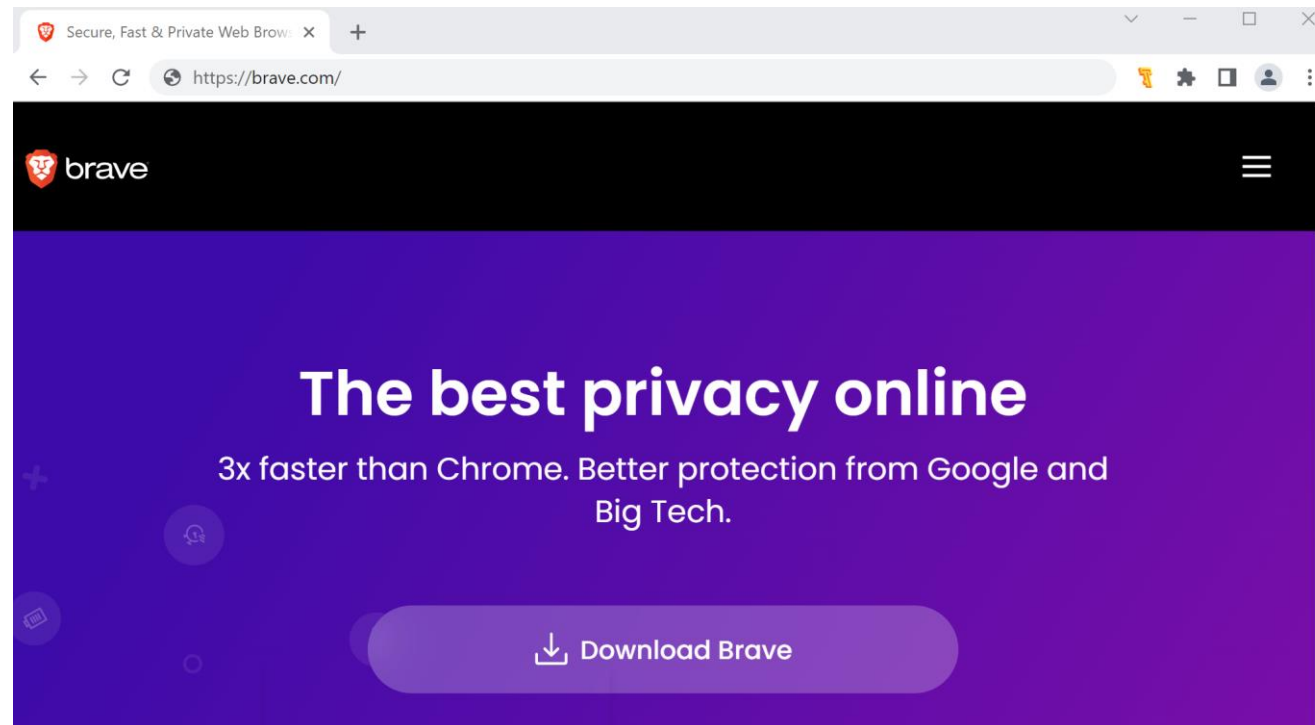 Secure, Fast & Private Web Brow
https://brave.com/
brave
The best privacy online
3x faster than Chrome. Better protection from Google and
Big Tech.
Download Brave